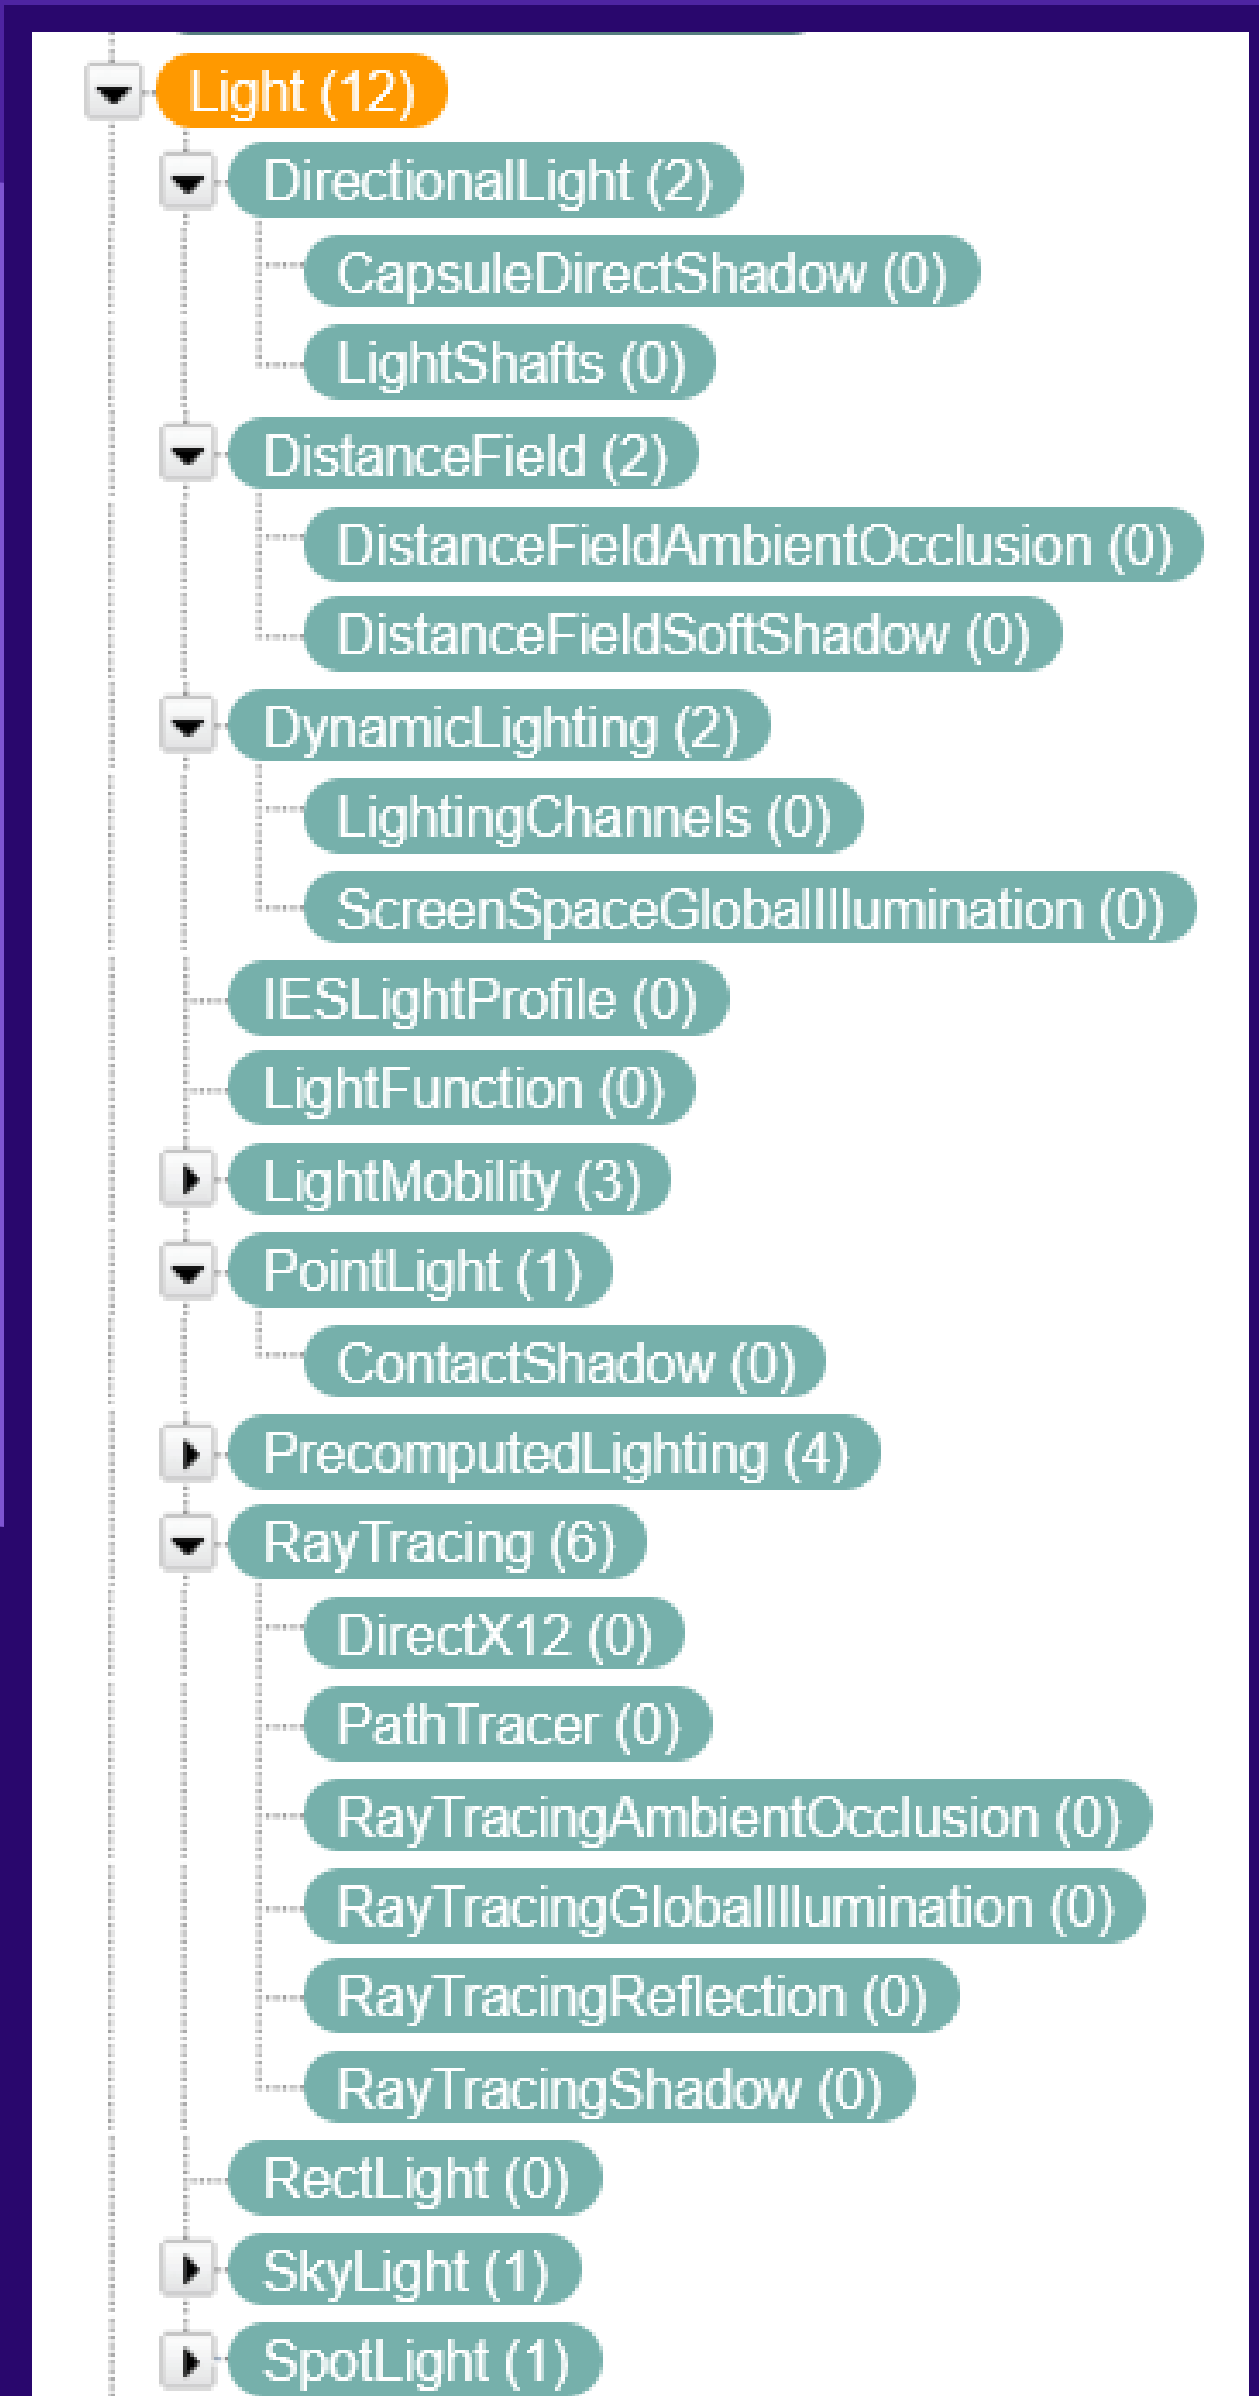 Light (12)
DirectionalLight (2)
CapsuleDirectShadow (0)
LightShafts (0)
DistanceField (2)
DistanceFieldAmbientOcclusion (0)
DistanceFieldSoftShadow (0)
DynamicLighting (2)
LightingChannels (0)
ScreenSpaceGlobalIllumination (0)
IESLightProfile (0)
LightFunction (0)
LightMobility (3)
PointLight (1)
ContactShadow (0)
PrecomputedLighting (4)
RayTracing (6)
DirectX12 (0)
PathTracer (0)
RayTracingAmbientOcclusion (0)
RayTracingGlobalIllumination (0)
RayTracingReflection (0)
RayTracingShadow (0)
RectLight (0)
SkyLight (1)
SpotLight (1)